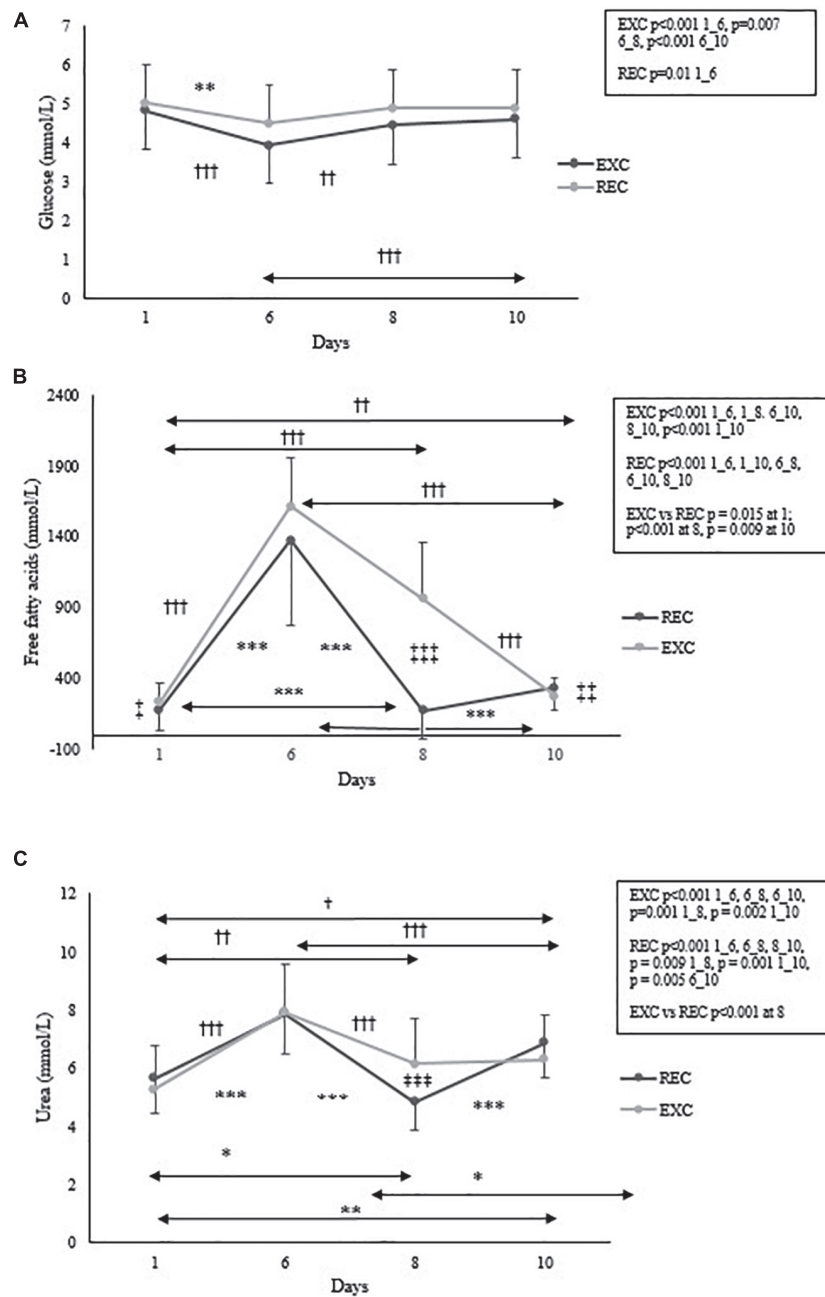 A
7
6
5
4
3
2
1
0
Glucose (mmol/L)
**
†††
††
†††
1
6
8
10
Days
EXC p<0.001 1_6, p=0.007
6_8, p<0.001 6_10
REC p=0.01 1_6
EXC
REC
B
2400
1900
1400
900
400
-100
Free fatty acids (mmol/L)
††
†††
†††
†††
***
***
‡‡‡
‡‡‡
†††
‡
***
***
‡‡
1
6
8
10
Days
EXC p<0.001 1_6, 1_8. 6_10,
8_10, p<0.001 1_10
REC p<0.001 1_6, 1_10, 6_8,
6_10, 8_10
EXC vs REC p = 0.015 at 1;
p<0.001 at 8, p = 0.009 at 10
REC
EXC
C
12
10
8
6
4
2
0
Urea (mmol/L)
†
††
†††
†††
†††
***
***
‡‡‡
***
*
*
**
1
6
8
10
Days
EXC p<0.001 1_6, 6_8, 6_10,
p=0.001 1_8, p = 0.002 1_10
REC p<0.001 1_6, 6_8, 8_10,
p = 0.009 1_8, p = 0.001 1_10,
p = 0.005 6_10
EXC vs REC p<0.001 at 8
REC
EXC